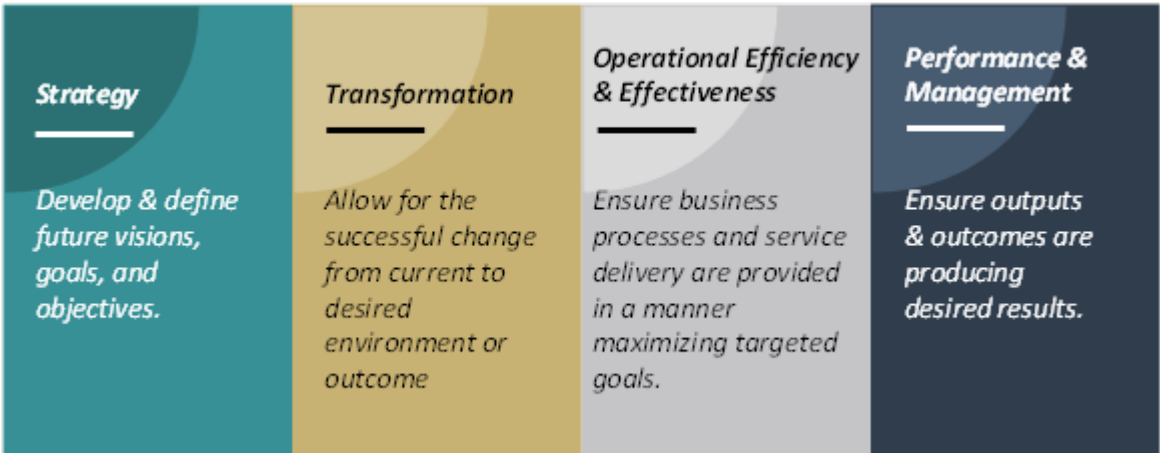 Strategy
Develop & define
future visions,
goals, and
objectives.
Transformation
Allow for the
successful change
from current to
desired
environment or
outcome
Operational Efficiency
& Effectiveness
Ensure business
processes and service
delivery are provided
in a manner
maximizing targeted
goals.
Performance &
Management
Ensure outputs
& outcomes are
producing
desired results.